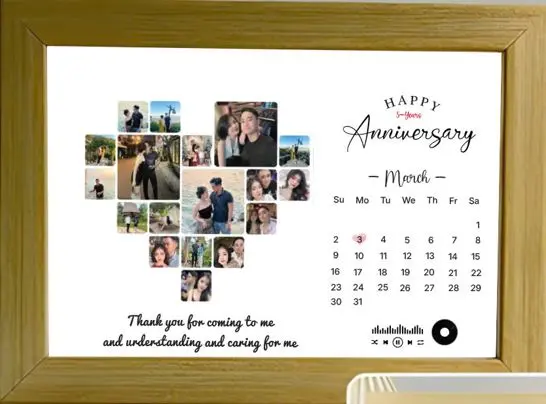 Thank you for coming to me
and understanding and caring for me
HAPPY
5-Years
Anniversary
– March –
Su Mo Tu We Th Fr Sa
1
2 3 4 5 6 7 8
9 10 11 12 13 14 15
16 17 18 19 20 21 22
23 24 25 26 27 28 29
30 31